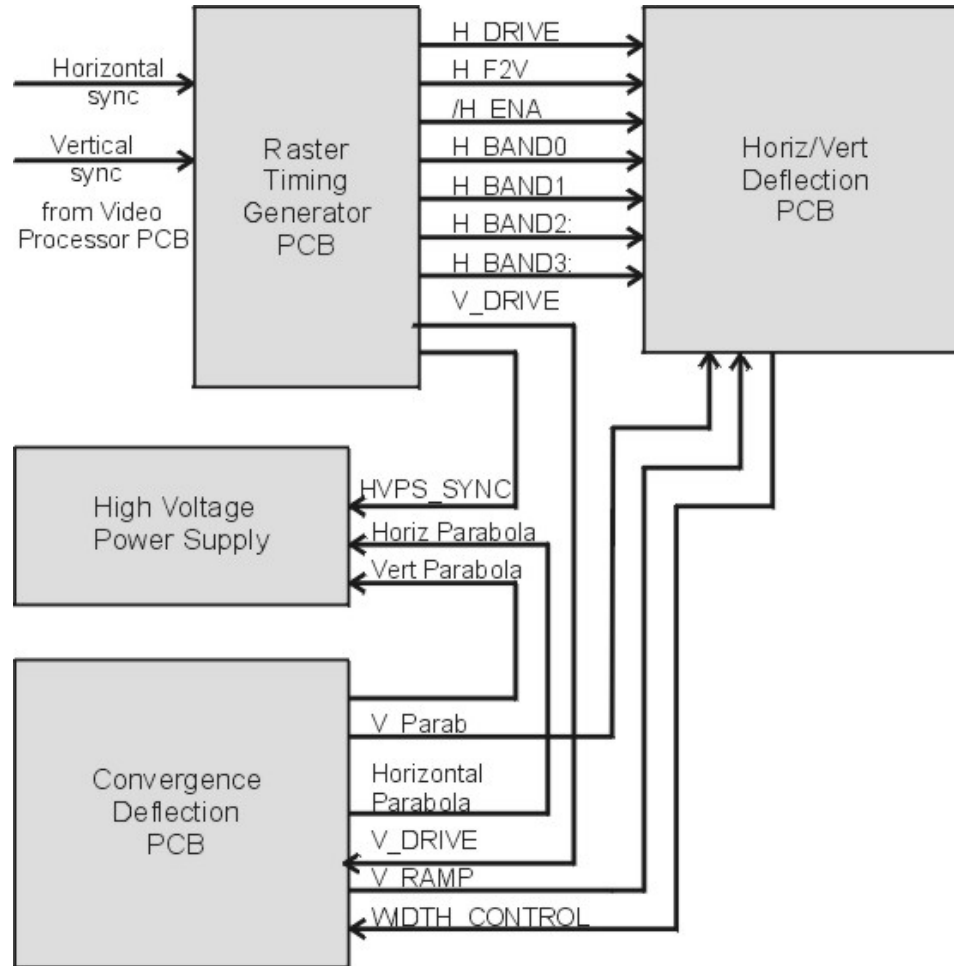 Horizontal
sync
Vertical
sync
from Video
Processor PCB
Raster
Timing
Generator
PCB
H_DRIVE
H_F2V
/H_ENA
H_BAND0
H_BAND1
H_BAND2:
H_BAND3:
V_DRIVE
Horiz/Vert
Deflection
PCB
High Voltage
Power Supply
HVPS_SYNC
Horiz Parabola
Vert Parabola
Convergence
Deflection
PCB
V_Parab
Horizontal
Parabola
V_DRIVE
V_RAMP
WIDTH_CONTROL